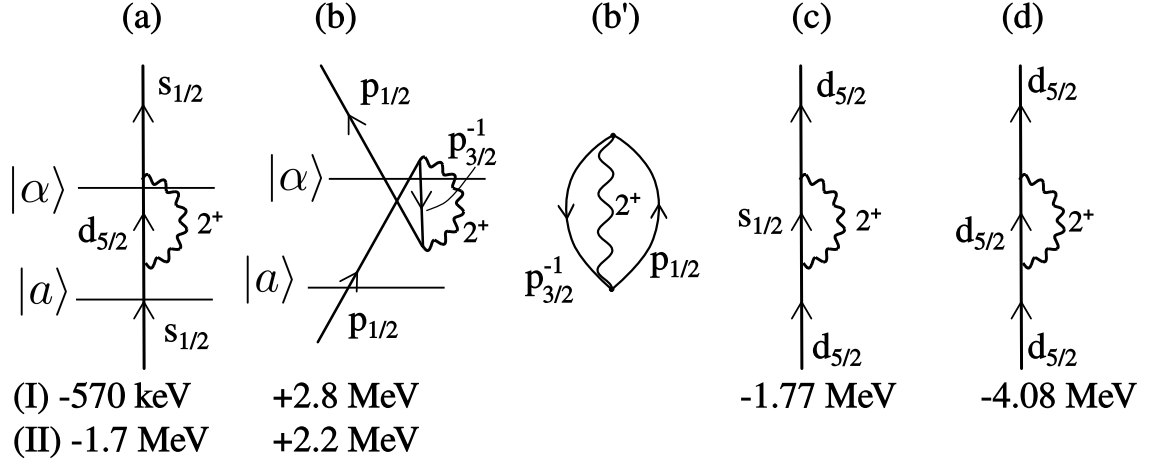 (a) (b) (b') (c) (d)
s1/2 p1/2 d5/2 d5/2
|α⟩ |α⟩ p3/2^-1
d5/2 2+ 2+ 2+ s1/2 2+ d5/2 2+
|a⟩ |a⟩ p3/2^-1 p1/2
s1/2 p1/2 d5/2 d5/2
(I) -570 keV +2.8 MeV -1.77 MeV -4.08 MeV
(II) -1.7 MeV +2.2 MeV